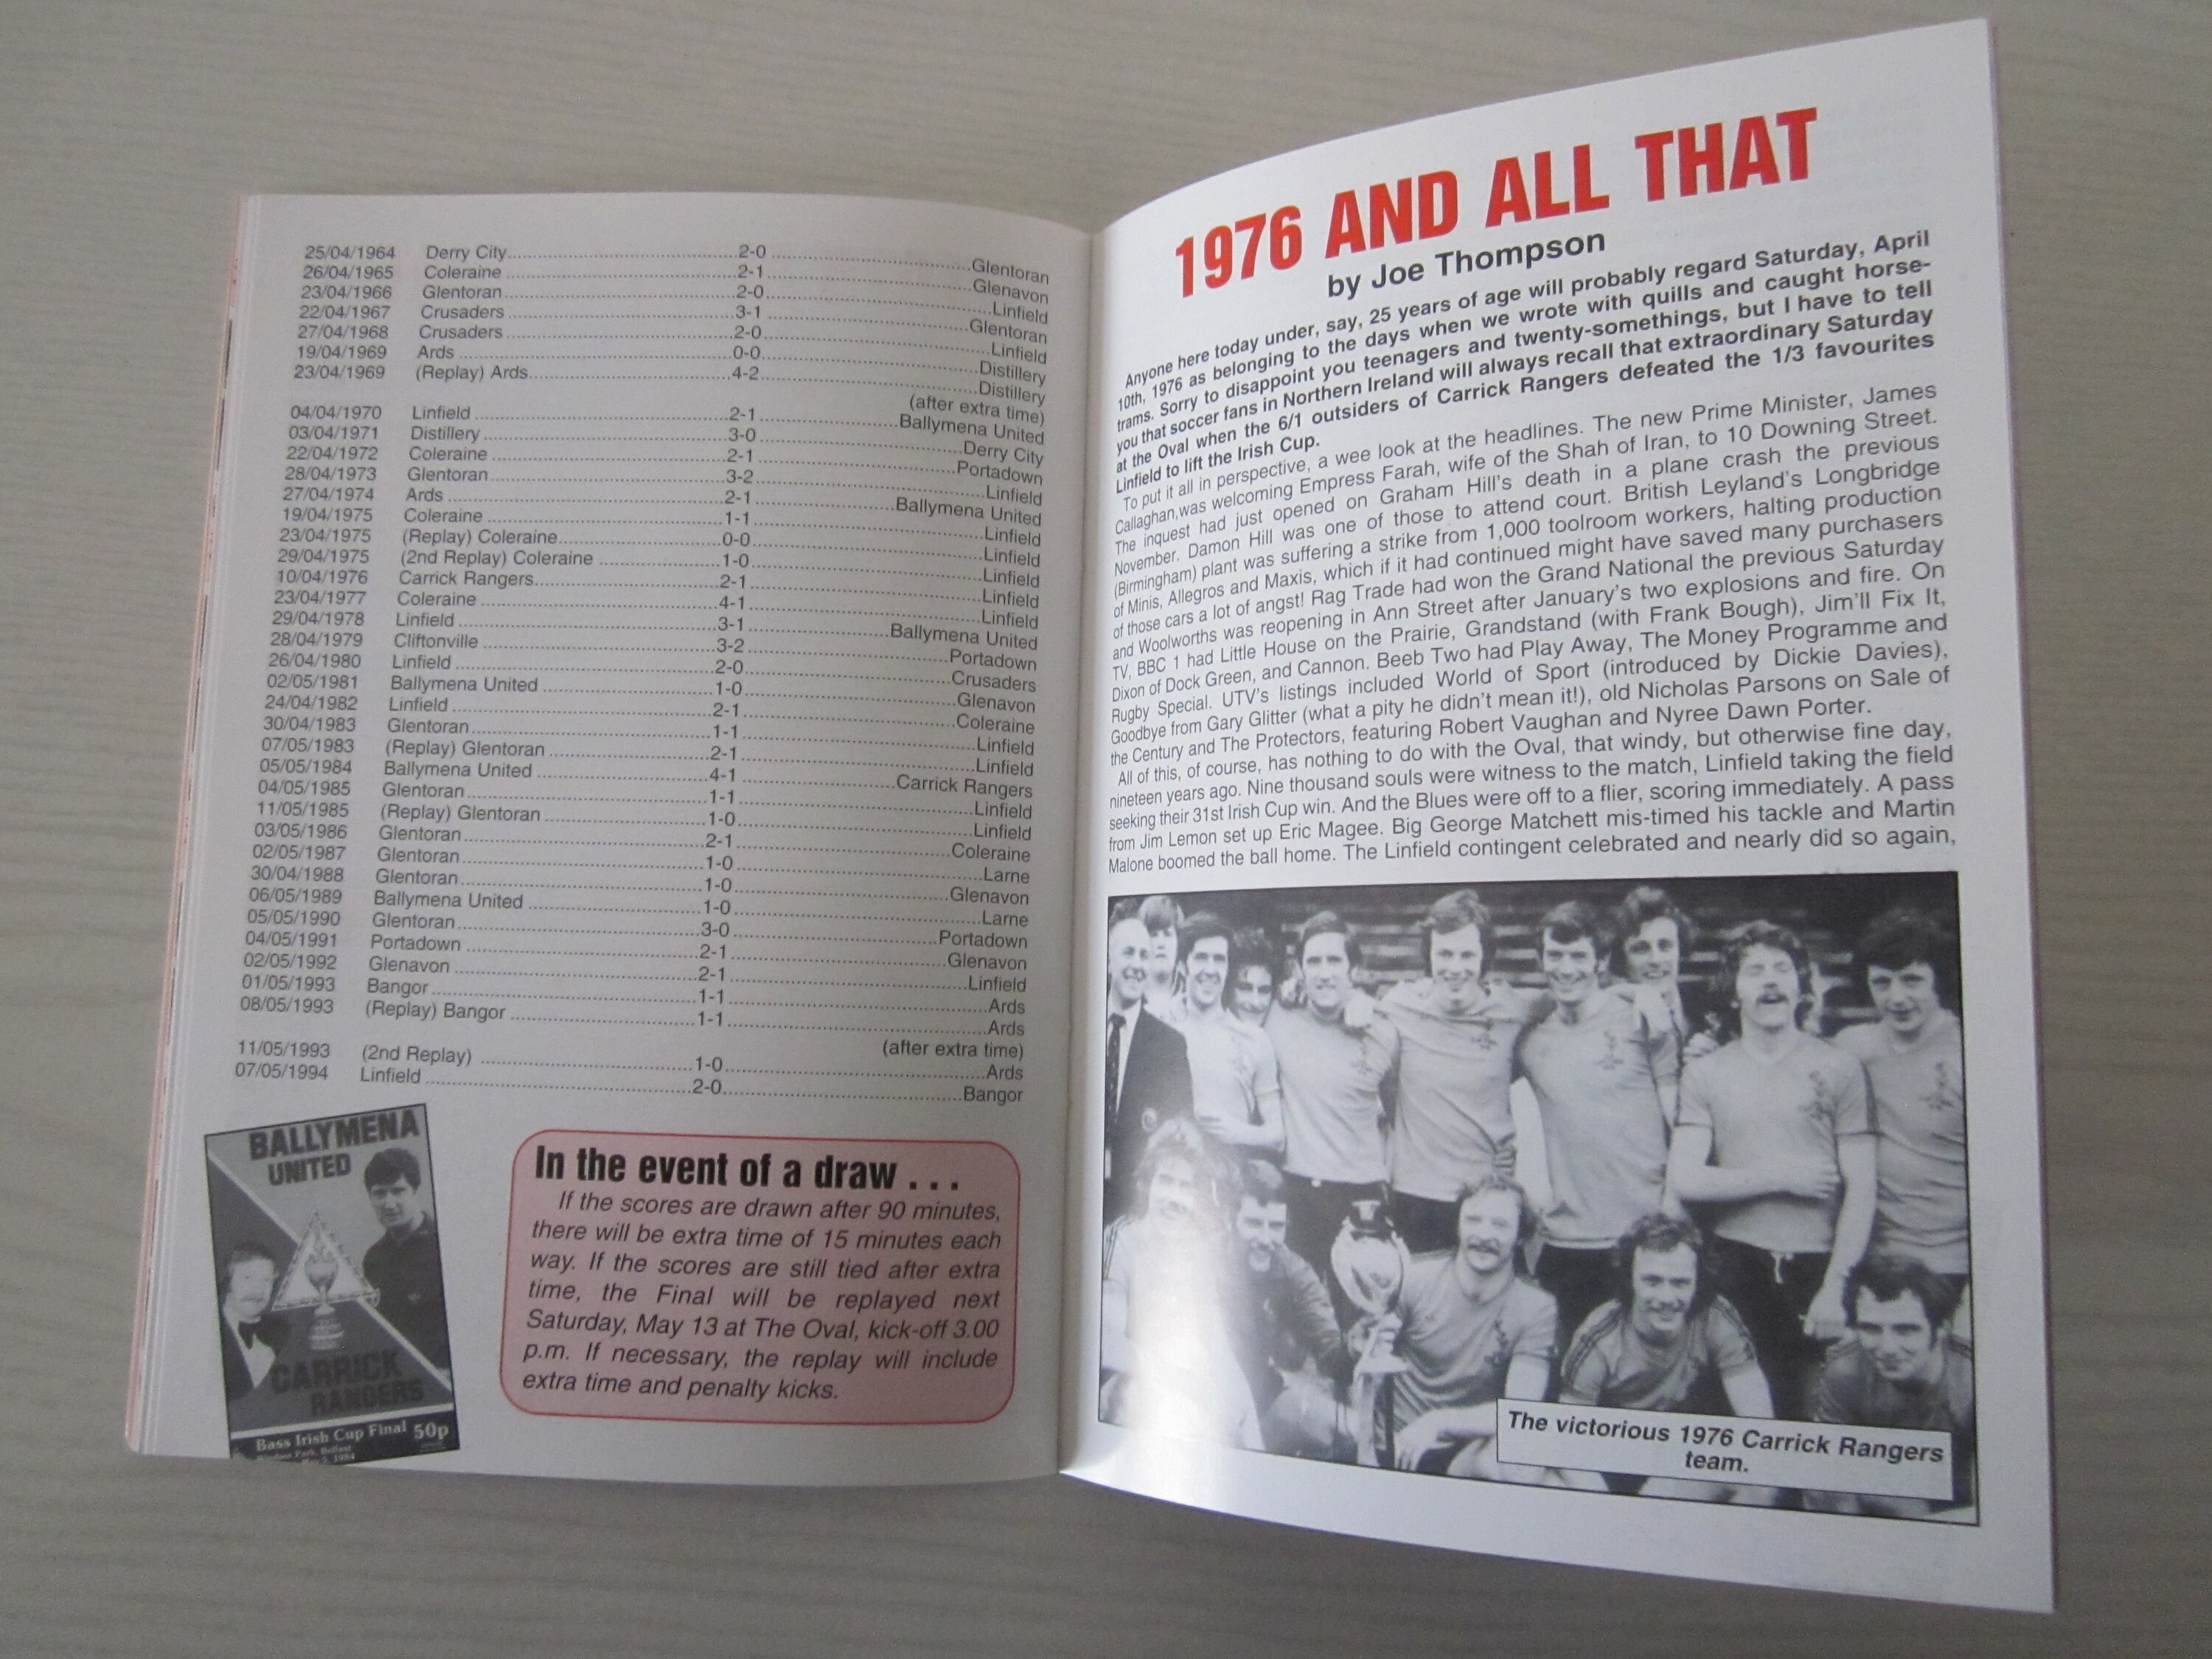 25/04/1964 Derry City 2-0 Glentoran
26/04/1965 Coleraine 2-1 Glenavon
23/04/1966 Glentoran 2-0 Linfield
22/04/1967 Crusaders 3-1 Glentoran
27/04/1968 Crusaders 2-0 Linfield
19/04/1969 Ards 0-0 Distillery
23/04/1969 (Replay) Ards 4-2 Distillery
(after extra time)
04/04/1970 Linfield 2-1 Ballymena United
03/04/1971 Distillery 3-0 Derry City
22/04/1972 Coleraine 2-1 Portadown
28/04/1973 Glentoran 3-2 Linfield
27/04/1974 Ards 2-1 Ballymena United
19/04/1975 Coleraine 1-1 Linfield
23/04/1975 (Replay) Coleraine 0-0 Linfield
29/04/1975 (2nd Replay) Coleraine 1-0 Linfield
10/04/1976 Carrick Rangers 2-1 Linfield
23/04/1977 Coleraine 4-1 Linfield
29/04/1978 Linfield 3-1 Ballymena United
28/04/1979 Cliftonville 3-2 Portadown
26/04/1980 Linfield 2-0 Crusaders
02/05/1981 Ballymena United 1-0 Glenavon
24/04/1982 Linfield 2-1 Coleraine
30/04/1983 Glentoran 1-1 Linfield
07/05/1983 (Replay) Glentoran 2-1 Linfield
05/05/1984 Ballymena United 4-1 Carrick Rangers
04/05/1985 Glentoran 1-1 Linfield
11/05/1985 (Replay) Glentoran 1-0 Linfield
03/05/1986 Glentoran 2-1 Coleraine
02/05/1987 Glentoran 1-0 Larne
30/04/1988 Glentoran 1-0 Glenavon
06/05/1989 Ballymena United 1-0 Larne
05/05/1990 Glentoran 3-0 Portadown
04/05/1991 Portadown 2-1 Glenavon
02/05/1992 Glenavon 2-1 Linfield
01/05/1993 Bangor 1-1 Ards
08/05/1993 (Replay) Bangor 1-1 Ards
(after extra time)
11/05/1993 (2nd Replay) 1-0 Ards
07/05/1994 Linfield 2-0 Bangor
BALLYMENA
UNITED
CARRICK
RANGERS
Bass Irish Cup Final 50p
In the event of a draw . . .
If the scores are drawn after 90 minutes,
there will be extra time of 15 minutes each
way. If the scores are still tied after extra
time, the Final will be replayed next
Saturday, May 13 at The Oval, kick-off 3.00
p.m. If necessary, the replay will include
extra time and penalty kicks.
1976 AND ALL THAT
by Joe Thompson
Anyone here today under, say, 25 years of age will probably regard Saturday, April
10th, 1976 as belonging to the days when we wrote with quills and caught horse-
trams. Sorry to disappoint you teenagers and twenty-somethings, but I have to tell
you that soccer fans in Northern Ireland will always recall that extraordinary Saturday
at the Oval when the 6/1 outsiders of Carrick Rangers defeated the 1/3 favourites
Linfield to lift the Irish Cup.
To put it all in perspective, a wee look at the headlines. The new Prime Minister, James
Callaghan,was welcoming Empress Farah, wife of the Shah of Iran, to 10 Downing Street.
The inquest had just opened on Graham Hill's death in a plane crash the previous
November. Damon Hill was one of those to attend court. British Leyland's Longbridge
(Birmingham) plant was suffering a strike from 1,000 toolroom workers, halting production
of Minis, Allegros and Maxis, which if it had continued might have saved many purchasers
of those cars a lot of angst! Rag Trade had won the Grand National the previous Saturday
and Woolworths was reopening in Ann Street after January's two explosions and fire. On
TV, BBC 1 had Little House on the Prairie, Grandstand (with Frank Bough), Jim'll Fix It,
Dixon of Dock Green, and Cannon. Beeb Two had Play Away, The Money Programme and
Rugby Special. UTV's listings included World of Sport (introduced by Dickie Davies),
Goodbye from Gary Glitter (what a pity he didn't mean it!), old Nicholas Parsons on Sale of
the Century and The Protectors, featuring Robert Vaughan and Nyree Dawn Porter.
All of this, of course, has nothing to do with the Oval, that windy, but otherwise fine day,
nineteen years ago. Nine thousand souls were witness to the match, Linfield taking the field
seeking their 31st Irish Cup win. And the Blues were off to a flier, scoring immediately. A pass
from Jim Lemon set up Eric Magee. Big George Matchett mis-timed his tackle and Martin
Malone boomed the ball home. The Linfield contingent celebrated and nearly did so again,
The victorious 1976 Carrick Rangers
team.